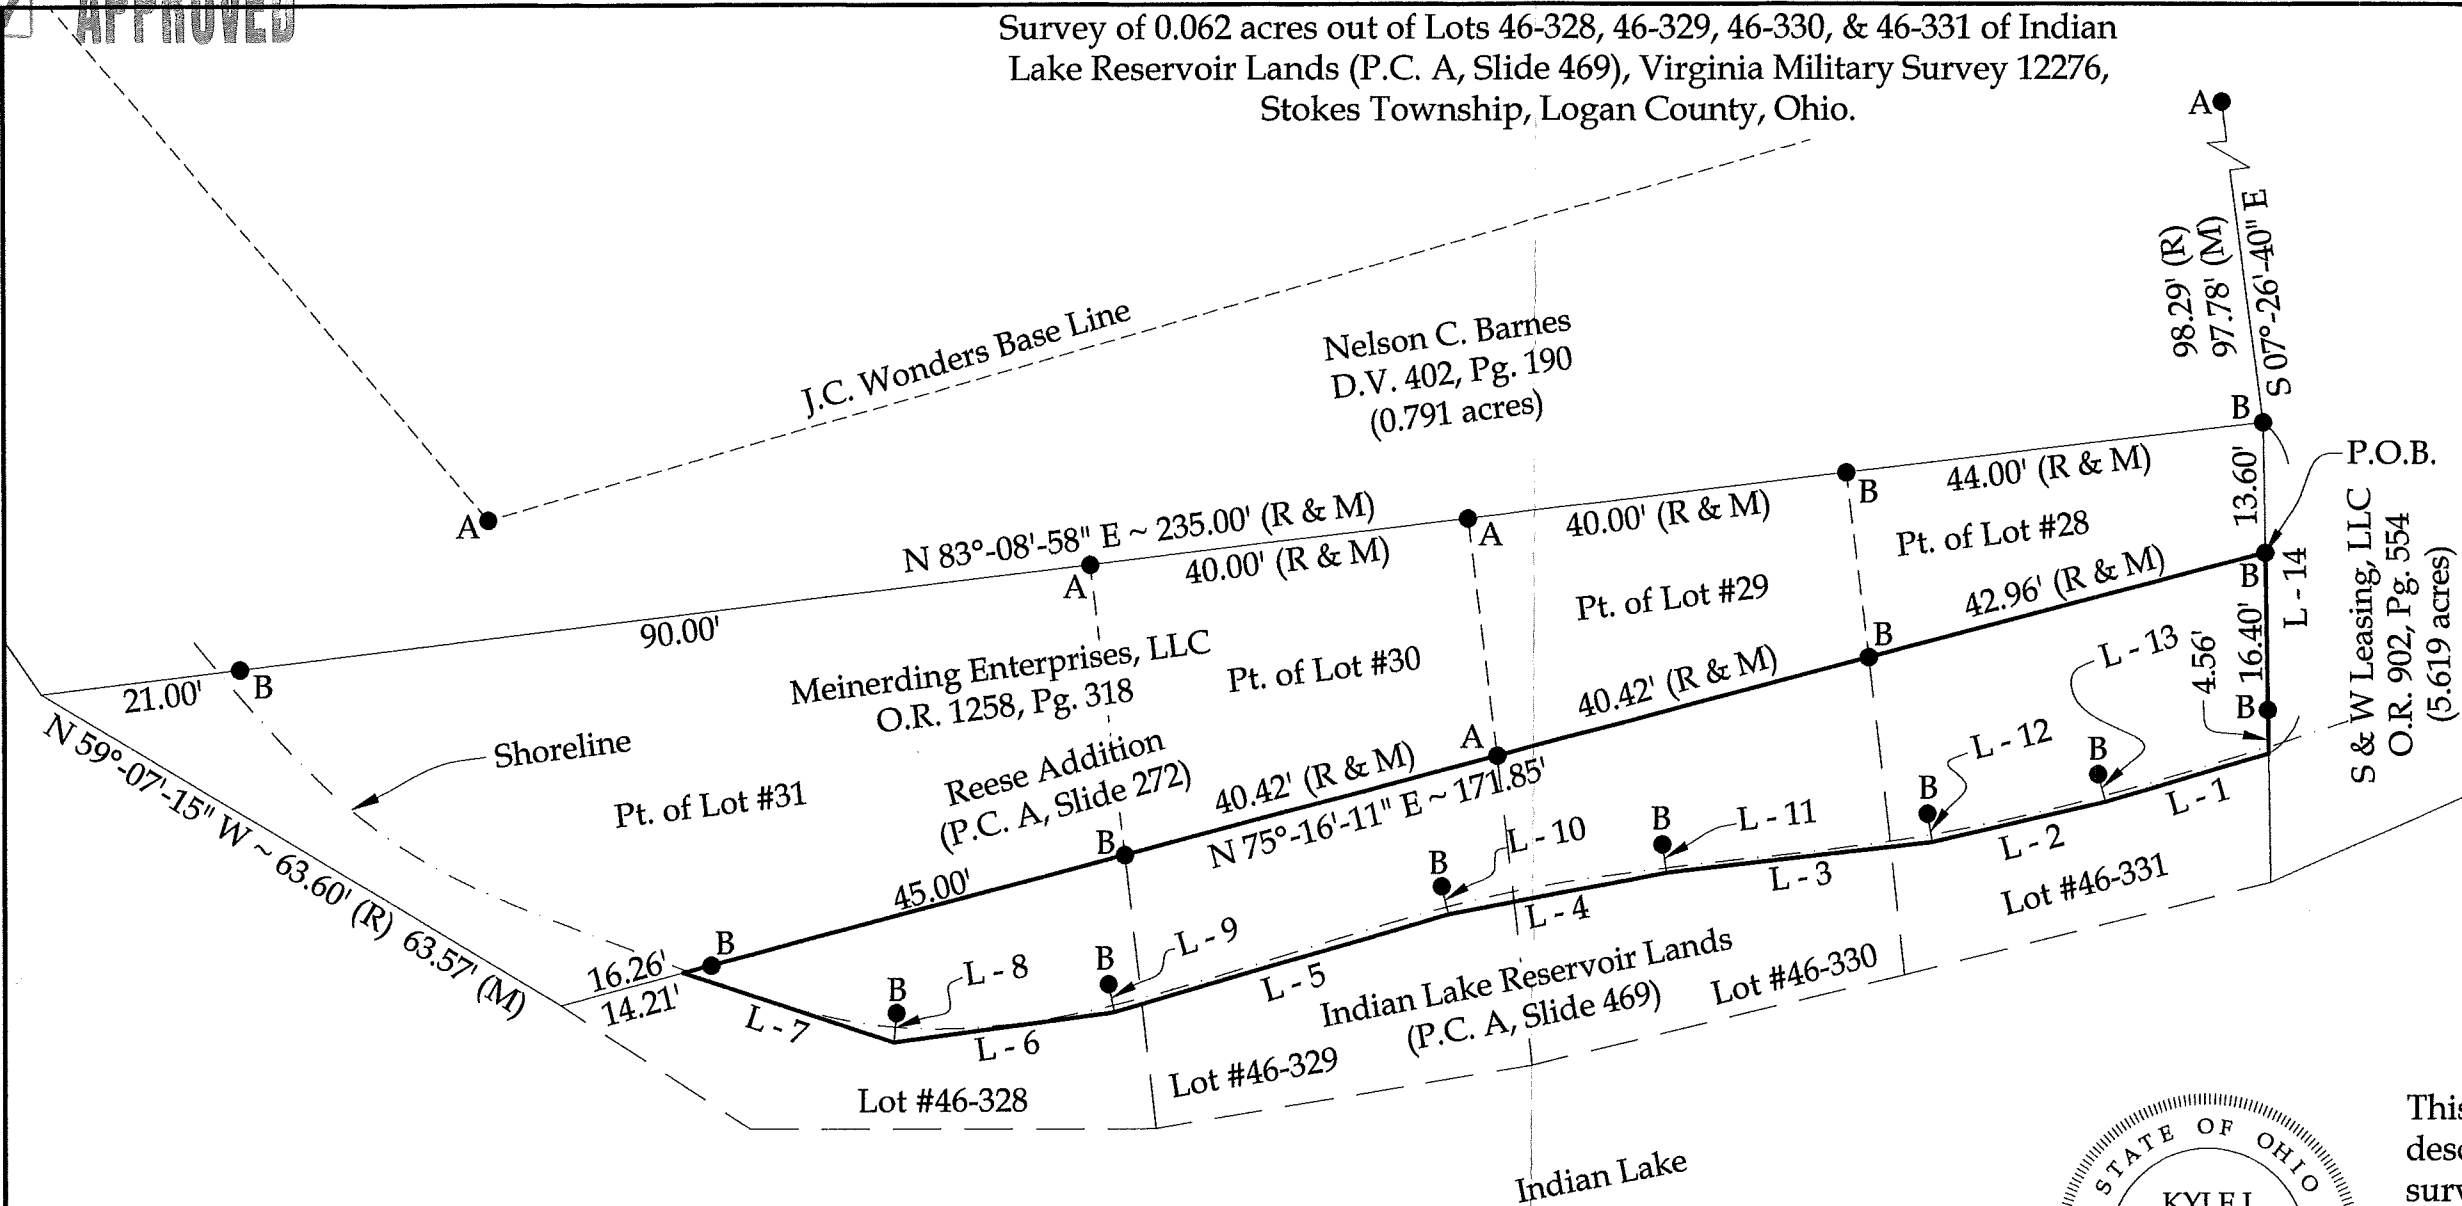 APPROVED
Survey of 0.062 acres out of Lots 46-328, 46-329, 46-330, & 46-331 of Indian
Lake Reservoir Lands (P.C. A, Slide 469), Virginia Military Survey 12276,
Stokes Township, Logan County, Ohio.
A
98.29' (R)
97.78' (M)
S 07°-26'-40" E
J.C. Wonders Base Line
Nelson C. Barnes
D.V. 402, Pg. 190
(0.791 acres)
A
B
P.O.B.
N 83°-08'-58" E ~ 235.00' (R & M)
A
40.00' (R & M)
A
40.00' (R & M)
B
44.00' (R & M)
13.60'
Pt. of Lot #28
Pt. of Lot #29
42.96' (R & M)
B
L - 14
S & W Leasing, LLC
O.R. 902, Pg. 554
(5.619 acres)
90.00'
21.00'
B
Meinerding Enterprises, LLC
O.R. 1258, Pg. 318
Pt. of Lot #30
40.42' (R & M)
B
L - 13
4.56'
16.40'
B
N 59°-07'-15" W ~ 63.60' (R) 63.57' (M)
Shoreline
Pt. of Lot #31
Reese Addition
(P.C. A, Slide 272)
40.42' (R & M)
A
N 75°-16'-11" E ~ 171.85'
L - 12
B
B
L - 1
L - 11
B
L - 10
B
L - 2
L - 3
Lot #46-331
B
45.00'
L - 4
B
L - 9
B
16.26'
14.21'
L - 8
B
L - 7
L - 6
L - 5
Indian Lake Reservoir Lands
(P.C. A, Slide 469)
Lot #46-330
Lot #46-329
Lot #46-328
Indian Lake
STATE OF OHIO
KYLE I.
This